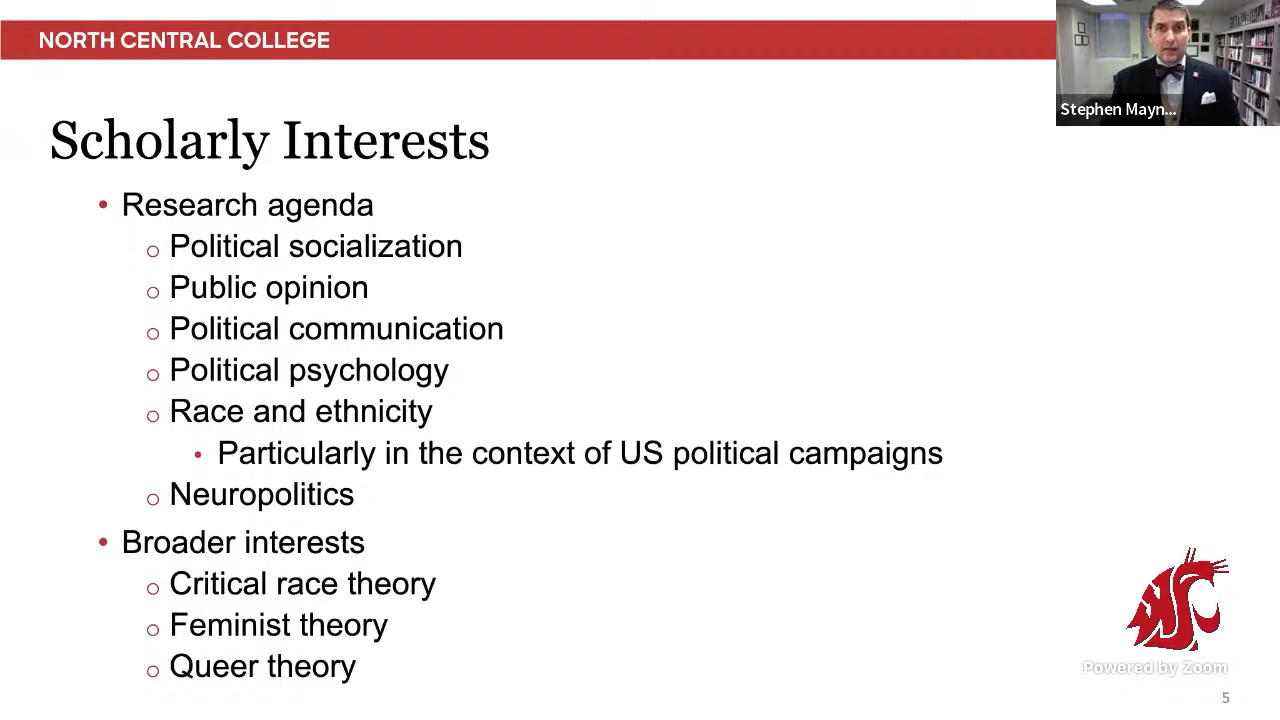 NORTH CENTRAL COLLEGE
Stephen Mayn...
Scholarly Interests
• Research agenda
o Political socialization
o Public opinion
o Political communication
o Political psychology
o Race and ethnicity
• Particularly in the context of US political campaigns
o Neuropolitics
• Broader interests
o Critical race theory
o Feminist theory
o Queer theory
Powered by Zoom
5